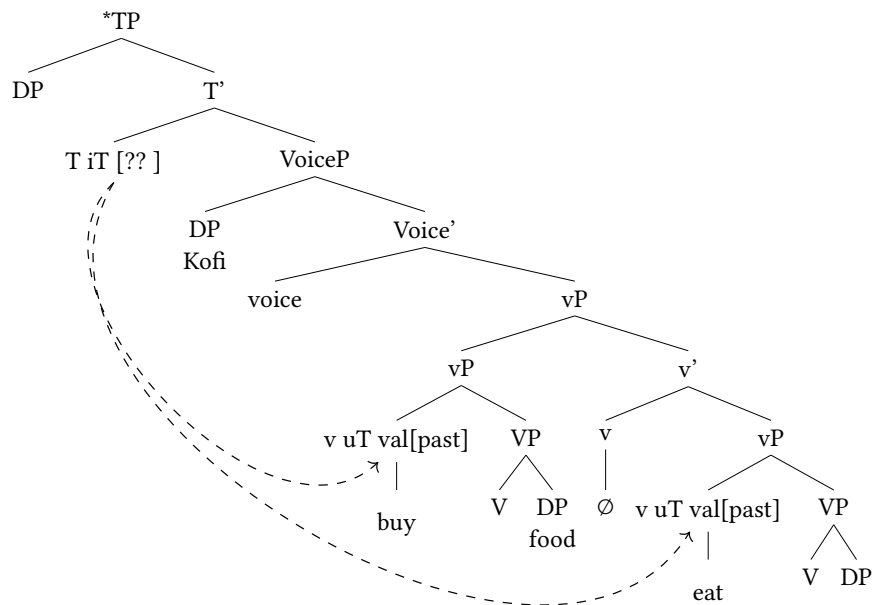 *TP
DP T’
T iT [?? ] VoiceP
DP Voice’
Kofi
voice vP
vP v’
v uT val[past] VP v vP
buy V DP ∅ v uT val[past] VP
food
eat V DP